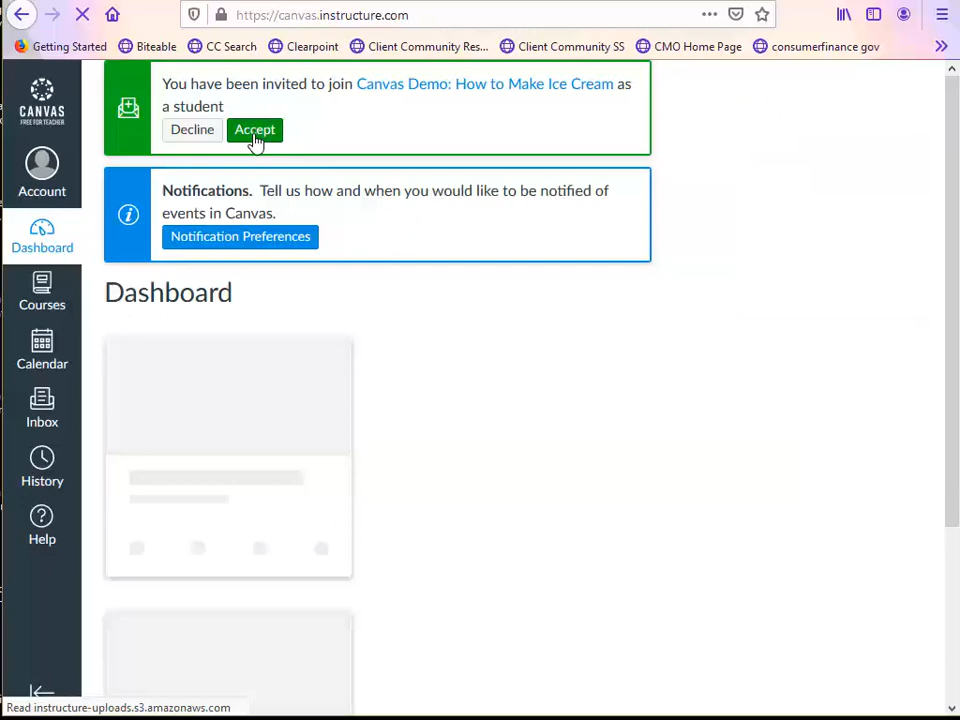 https://canvas.instructure.com
Getting Started
Biteable
CC Search
Clearpoint
Client Community Res...
Client Community SS
CMO Home Page
consumerfinance gov
CANVAS
FREE FOR TEACHER
Account
Dashboard
Courses
Calendar
Inbox
History
Help
You have been invited to join Canvas Demo: How to Make Ice Cream as
a student
Decline
Accept
Notifications. Tell us how and when you would like to be notified of
events in Canvas.
Notification Preferences
Dashboard
Read instructure-uploads.s3.amazonaws.com